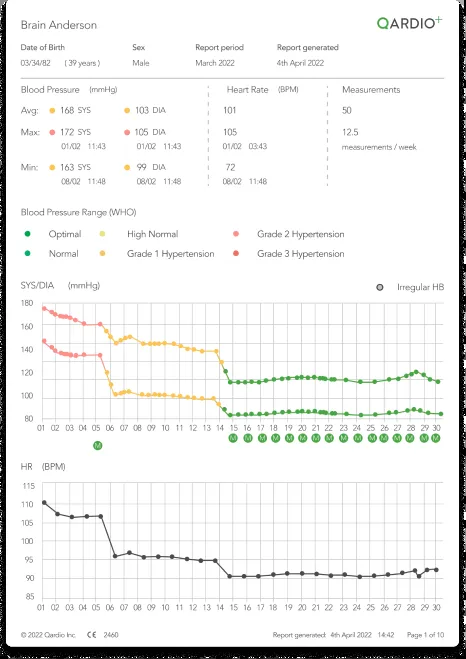 Brain Anderson
QARDIO+
Date of Birth Sex Report period Report generated
03/34/82 ( 39 years ) Male March 2022 4th April 2022
Blood Pressure (mmHg) Heart Rate (BPM) Measurements
Avg: 168 SYS 103 DIA 101 50
Max: 172 SYS 105 DIA 105 12.5
01/02 11:43 01/02 11:43 01/02 03:43 measurements / week
Min: 163 SYS 99 DIA 72
08/02 11:48 08/02 11:48 08/02 11:48
Blood Pressure Range (WHO)
Optimal High Normal Grade 2 Hypertension
Normal Grade 1 Hypertension Grade 3 Hypertension
SYS/DIA (mmHg) Irregular HB
180
160
140
120
100
80
01 02 03 04 05 06 07 08 09 10 11 12 13 14 15 16 17 18 19 20 21 22 23 24 25 26 27 28 29 30
M M M M M M M M M M M M M M M M
M
HR (BPM)
115
110
105
100
95
90
85
01 02 03 04 05 06 07 08 09 10 11 12 13 14 15 16 17 18 19 20 21 22 23 24 25 26 27 28 29 30
© 2022 Qardio Inc. CE 2460 Report generated: 4th April 2022 14:42 Page 1 of 10